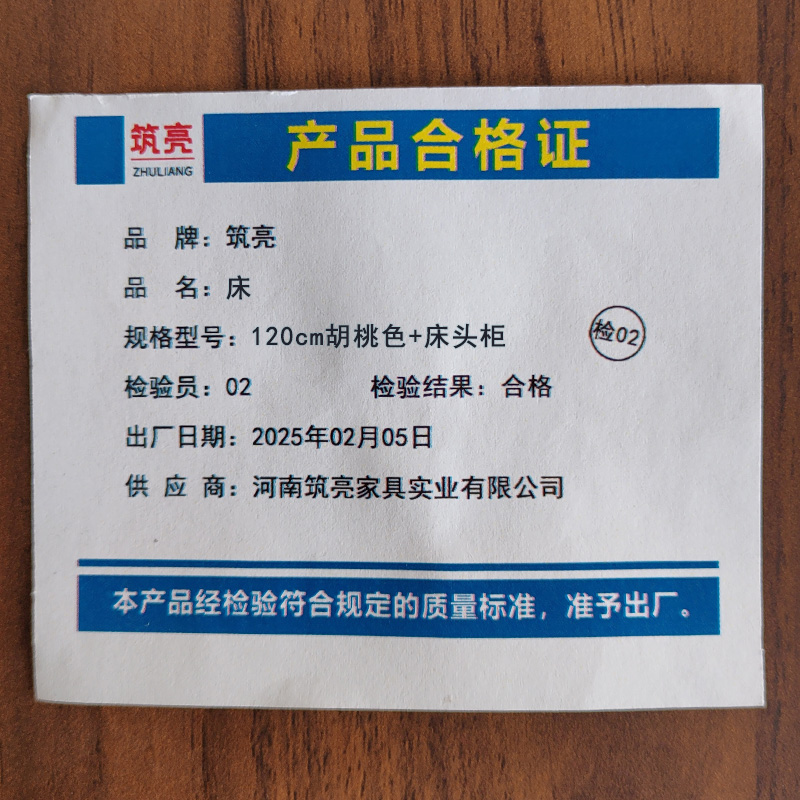 筑亮
ZHULIANG
产品合格证
品 牌：筑亮
品 名：床
规格型号：120cm胡桃色+床头柜
检02
检验员：02 检验结果：合格
出厂日期：2025年02月05日
供 应 商：河南筑亮家具实业有限公司
本产品经检验符合规定的质量标准，准予出厂。